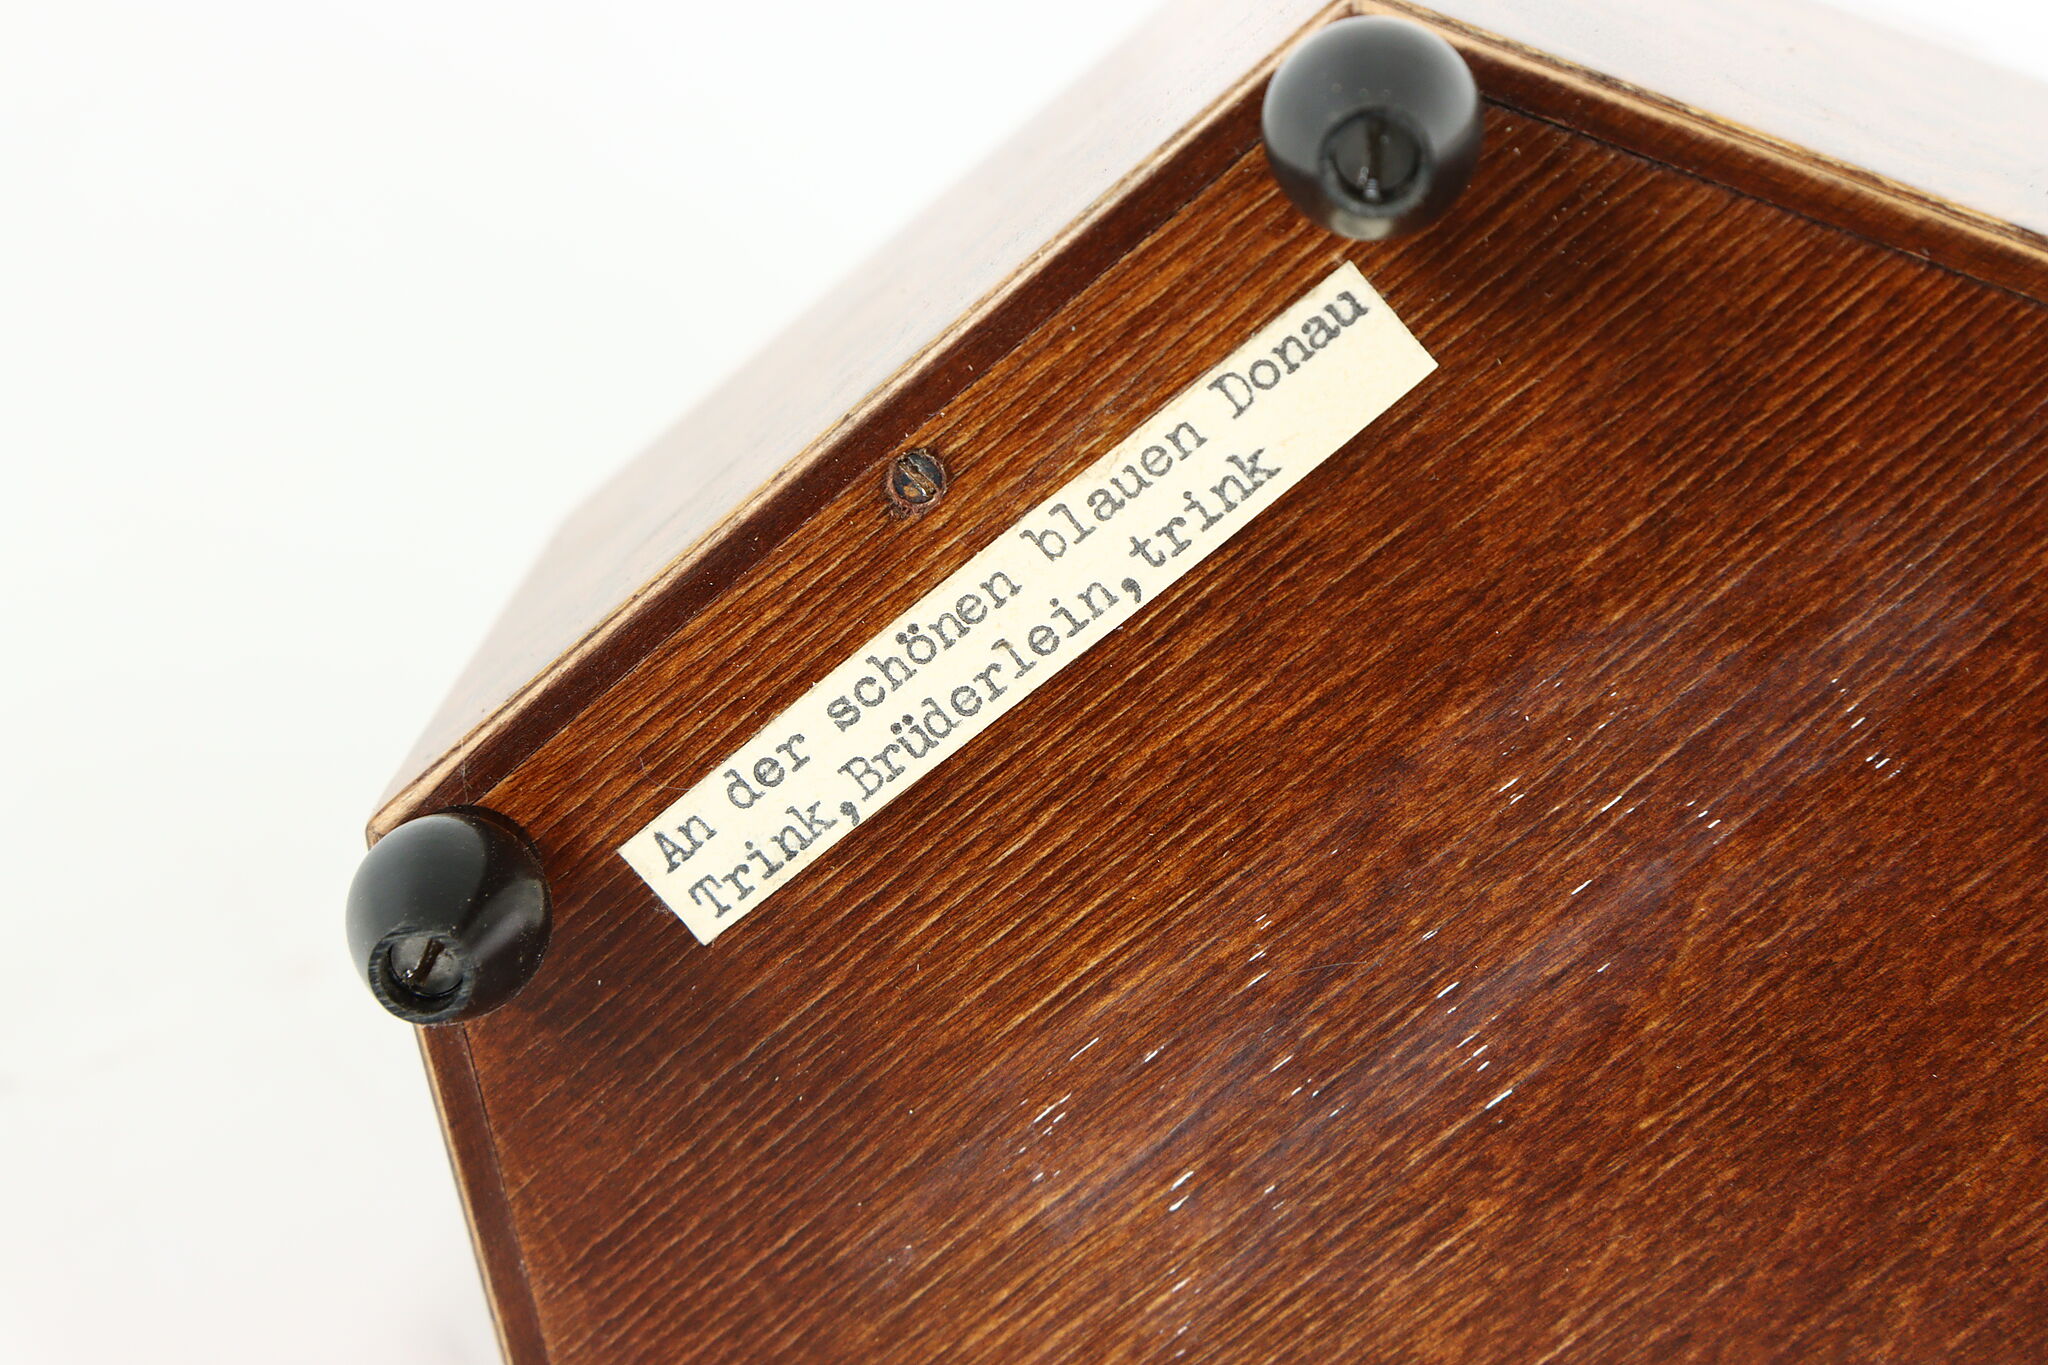 An der schönen blauen Donau
Trink,Brüderlein,trink